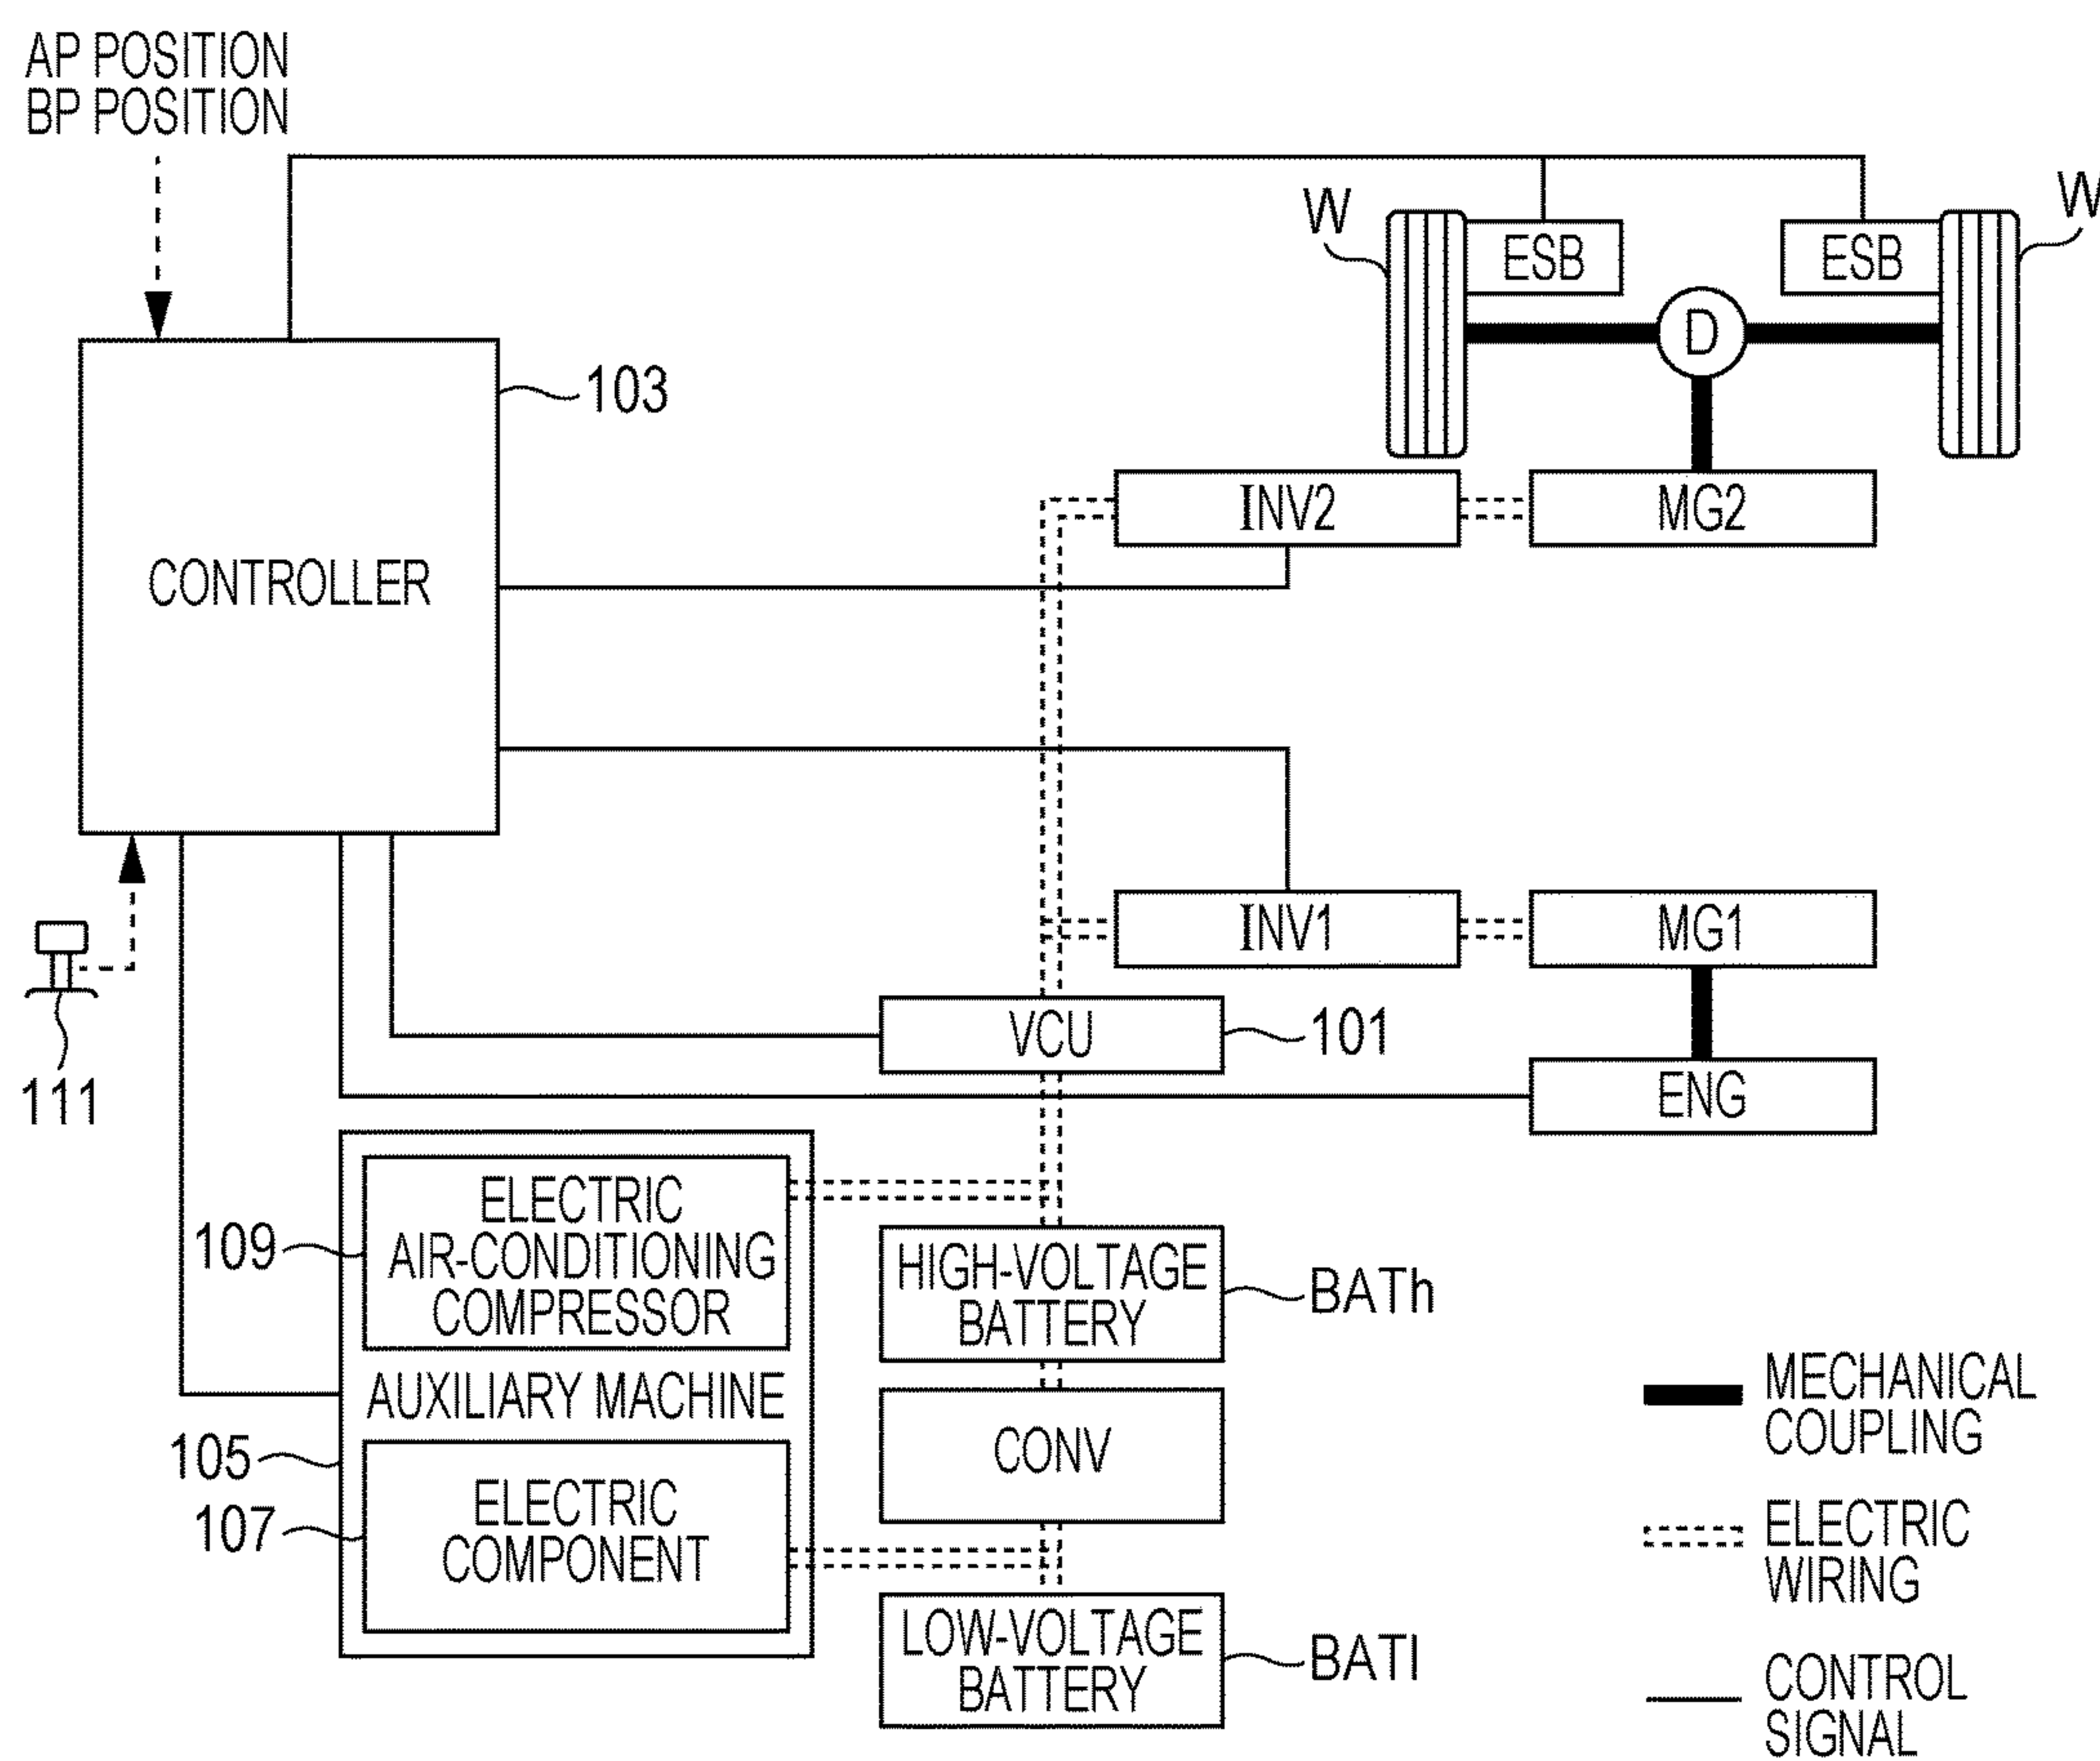 AP POSITION
BP POSITION
W
ESB
ESB
W
D
103
CONTROLLER
INV2
MG2
INV1
MG1
VCU
101
111
ENG
ELECTRIC
AIR-CONDITIONING
COMPRESSOR
109
HIGH-VOLTAGE
BATTERY
BATh
AUXILIARY MACHINE
105
CONV
107
ELECTRIC
COMPONENT
LOW-VOLTAGE
BATTERY
BATl
MECHANICAL
COUPLING
ELECTRIC
WIRING
CONTROL
SIGNAL